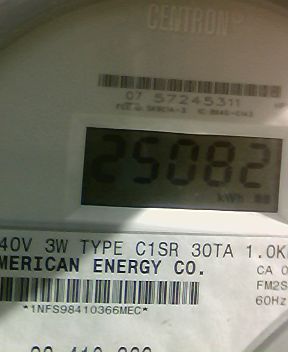 CENTRON
07 57245311
25082
kWh
40V 3W TYPE C1SR 30TA 1.0K
MERICAN ENERGY CO.
CA 0
FM2S
60Hz
*1NFS98410366MEC*